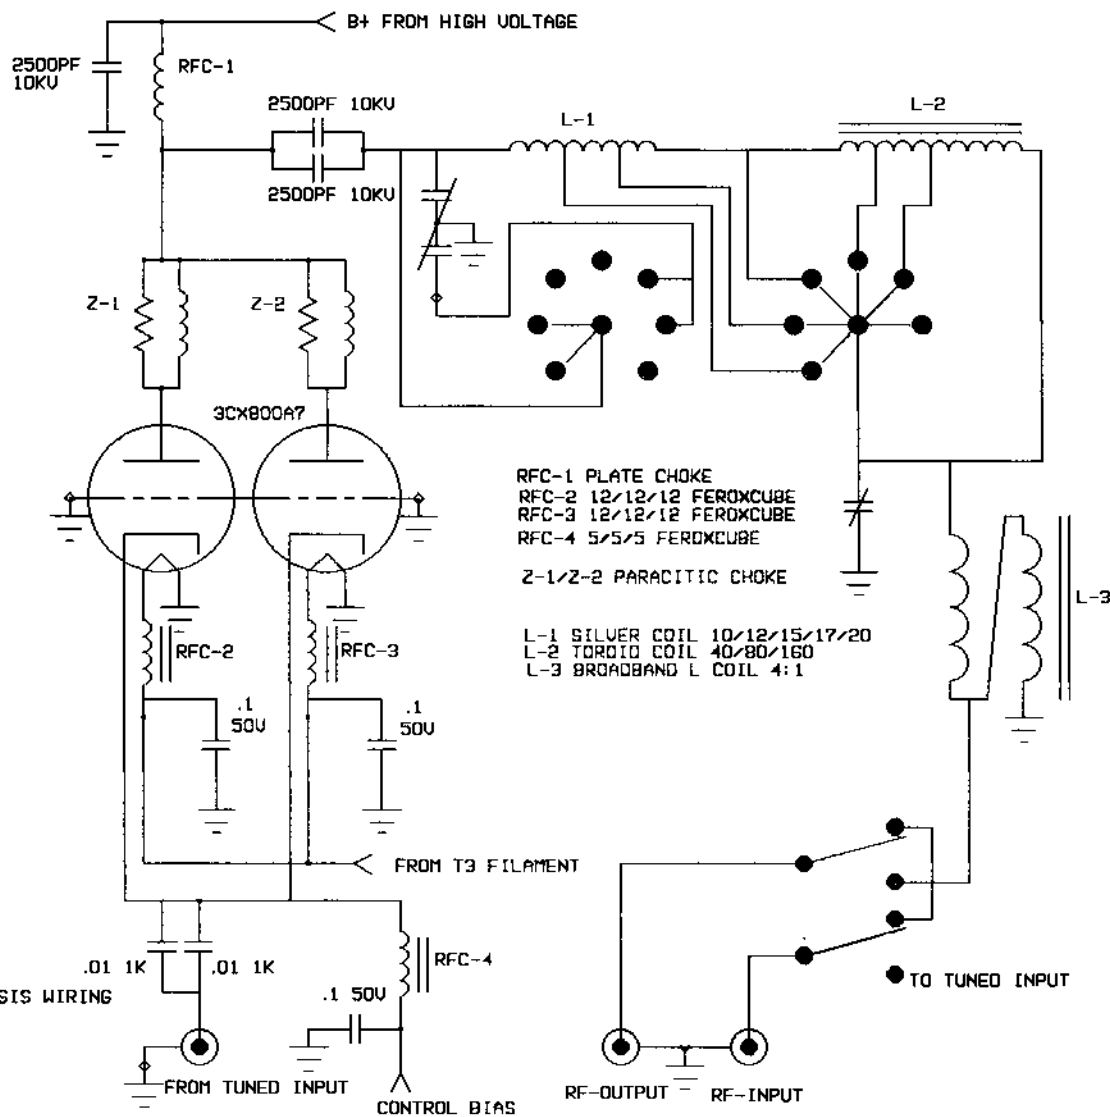 B+ FROM HIGH VOLTAGE
2500PF
10KV
RFC-1
2500PF 10KV
2500PF 10KV
L-1
L-2
Z-1
Z-2
3CX800A7
RFC-1 PLATE CHOKE
RFC-2 12/12/12 FEROXCUBE
RFC-3 12/12/12 FEROXCUBE
RFC-4 5/5/5 FEROXCUBE
Z-1/Z-2 PARACITIC CHOKE
L-1 SILVER COIL 10/12/15/17/20
L-2 TOROID COIL 40/80/160
L-3 BROADBAND L COIL 4:1
L-3
RFC-2
RFC-3
.1
50V
.1
50V
FROM T3 FILAMENT
.01 1K
.01 1K
RFC-4
SIS WIRING
.1 50V
TO TUNED INPUT
FROM TUNED INPUT
CONTROL BIAS
RF-OUTPUT
RF-INPUT